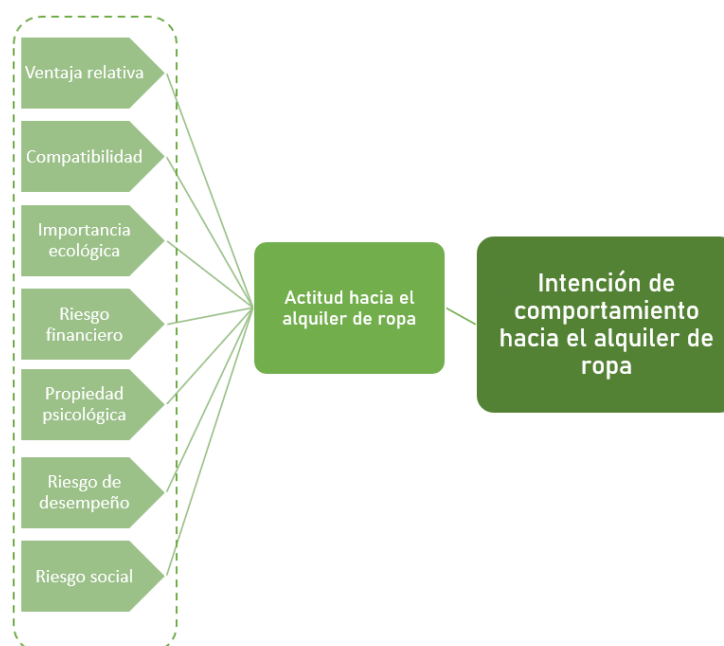 Ventaja relativa
Compatibilidad
Importancia
ecológica
Riesgo
financiero
Propiedad
psicológica
Riesgo de
desempeño
Riesgo social
Actitud hacia el
alquiler de ropa
Intención de
comportamiento
hacia el alquiler de
ropa